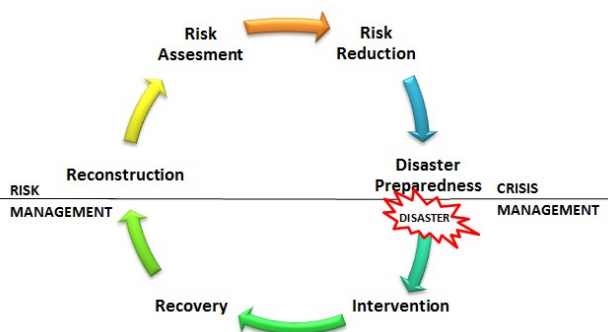 Risk
Assesment
Risk
Reduction
Reconstruction
Disaster
Preparedness
RISK
CRISIS
MANAGEMENT
DISASTER
MANAGEMENT
Recovery
Intervention